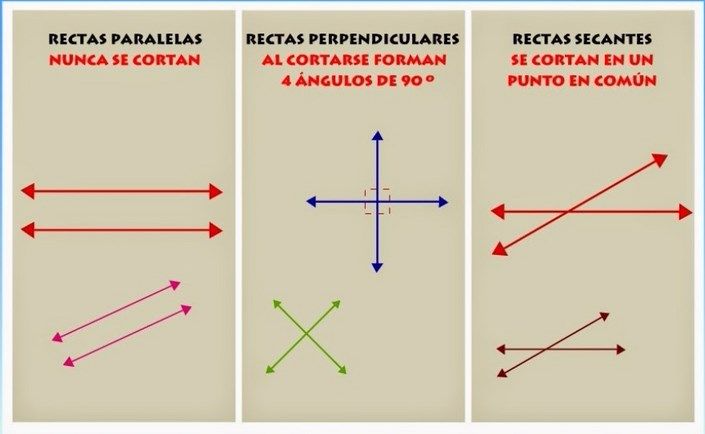 RECTAS PARALELAS
NUNCA SE CORTAN
RECTAS PERPENDICULARES
AL CORTARSE FORMAN
4 ÁNGULOS DE 90º
RECTAS SECANTES
SE CORTAN EN UN
PUNTO EN COMÚN